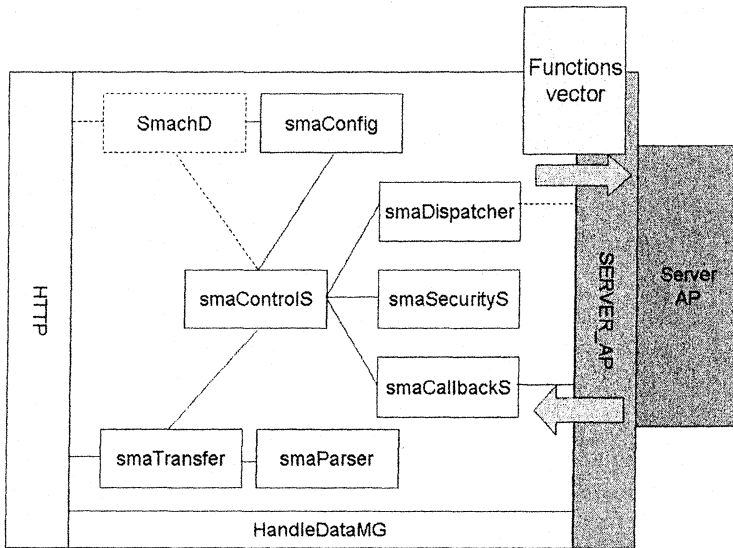 Functions
vector
SmachD
smaConfig
smaDispatcher
HTTP
smaControlS
smaSecurityS
SERVER_AP
Server
AP
smaCallbackS
smaTransfer
smaParser
HandleDataMG